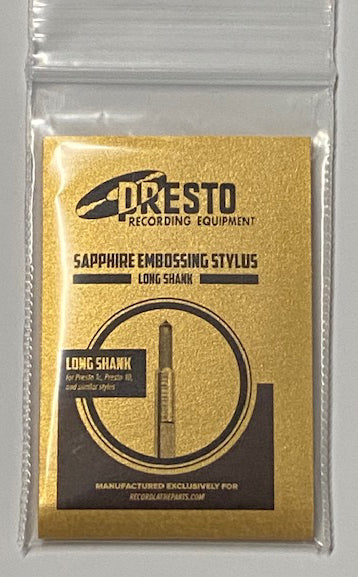 PRESTO
RECORDING EQUIPMENT
SAPPHIRE EMBOSSING STYLUS
LONG SHANK
LONG SHANK
for Presto 1c, Presto 1D,
and similar styles
MANUFACTURED EXCLUSIVELY FOR
RECORDLATHEPARTS.COM